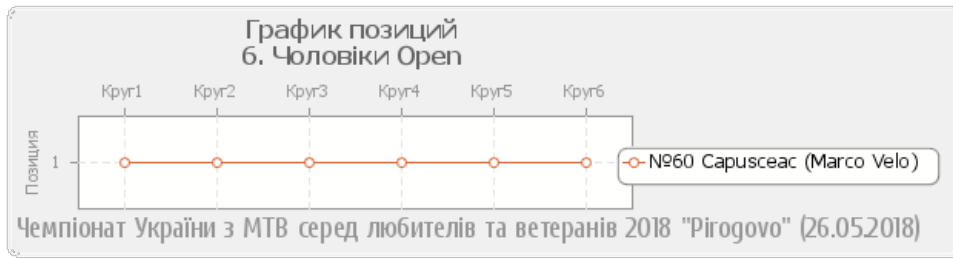 График позиций
6. Чоловіки Open
Круг1 Круг2 Круг3 Круг4 Круг5 Круг6
Позиция
1
№60 Capusceac (Marco Velo)
Чемпіонат України з МТВ серед любителів та ветеранів 2018 "Pirogovo" (26.05.2018)